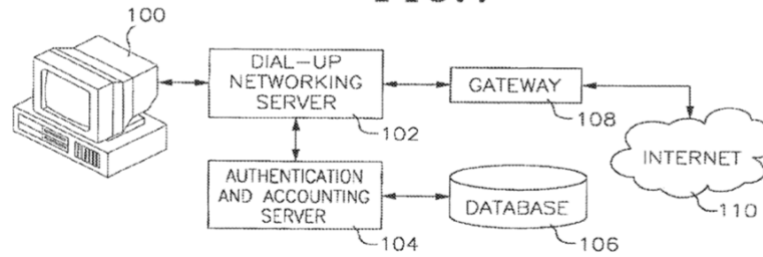 100
DIAL-UP
NETWORKING
SERVER
102
GATEWAY
108
INTERNET
110
AUTHENTICATION
AND ACCOUNTING
SERVER
104
DATABASE
106